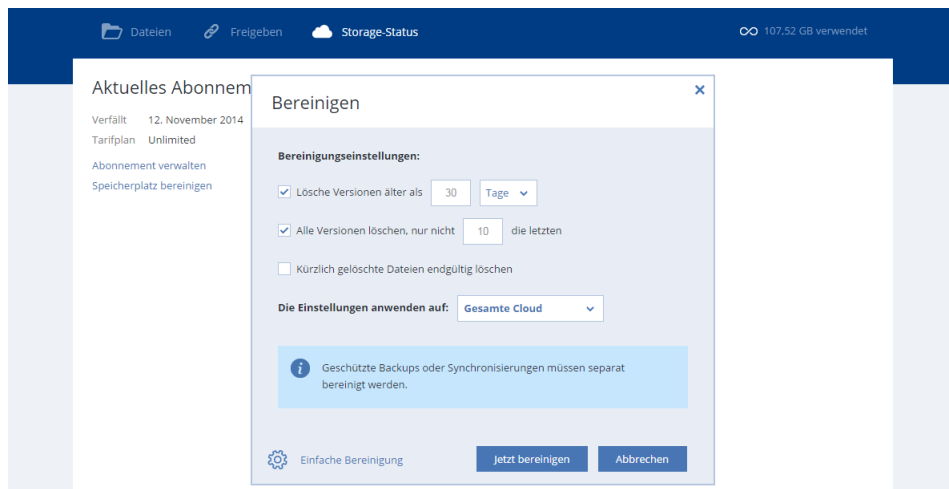 Dateien Freigeben Storage-Status 107,52 GB verwendet
Aktuelles Abonnem
Verfällt 12. November 2014
Tarifplan Unlimited
Abonnement verwalten
Speicherplatz bereinigen
Bereinigen
Bereinigungseinstellungen:
Lösche Versionen älter als 30 Tage
Alle Versionen löschen, nur nicht 10 die letzten
Kürzlich gelöschte Dateien endgültig löschen
Die Einstellungen anwenden auf: Gesamte Cloud
Geschützte Backups oder Synchronisierungen müssen separat
bereinigt werden.
Einfache Bereinigung Jetzt bereinigen Abbrechen